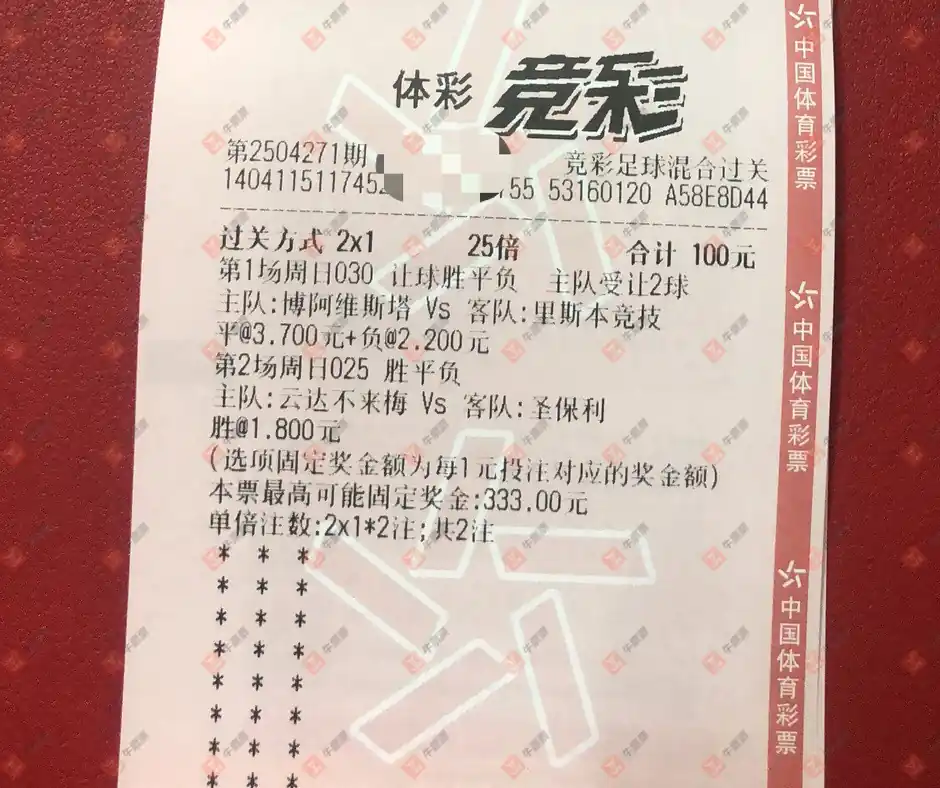 体彩 竞彩
第2504271期 竞彩足球混合过关
1404115117452 55 53160120 A58E8D44
过关方式 2x1 25倍 合计 100元
第1场周日030 让球胜平负 主队受让2球
主队:博阿维斯塔 Vs 客队:里斯本竞技
平@3.700元+负@2.200元
第2场周日025 胜平负
主队:云达不来梅 Vs 客队:圣保利
胜@1.800元
(选项固定奖金额为每1元投注对应的奖金额)
本票最高可能固定奖金:333.00元
单倍注数:2x1*2注;共2注
* * *
* * *
* * *
* * *
* * *
* * *
* * *
* * *
中国体育彩票
中国体育彩票
中国体育彩票